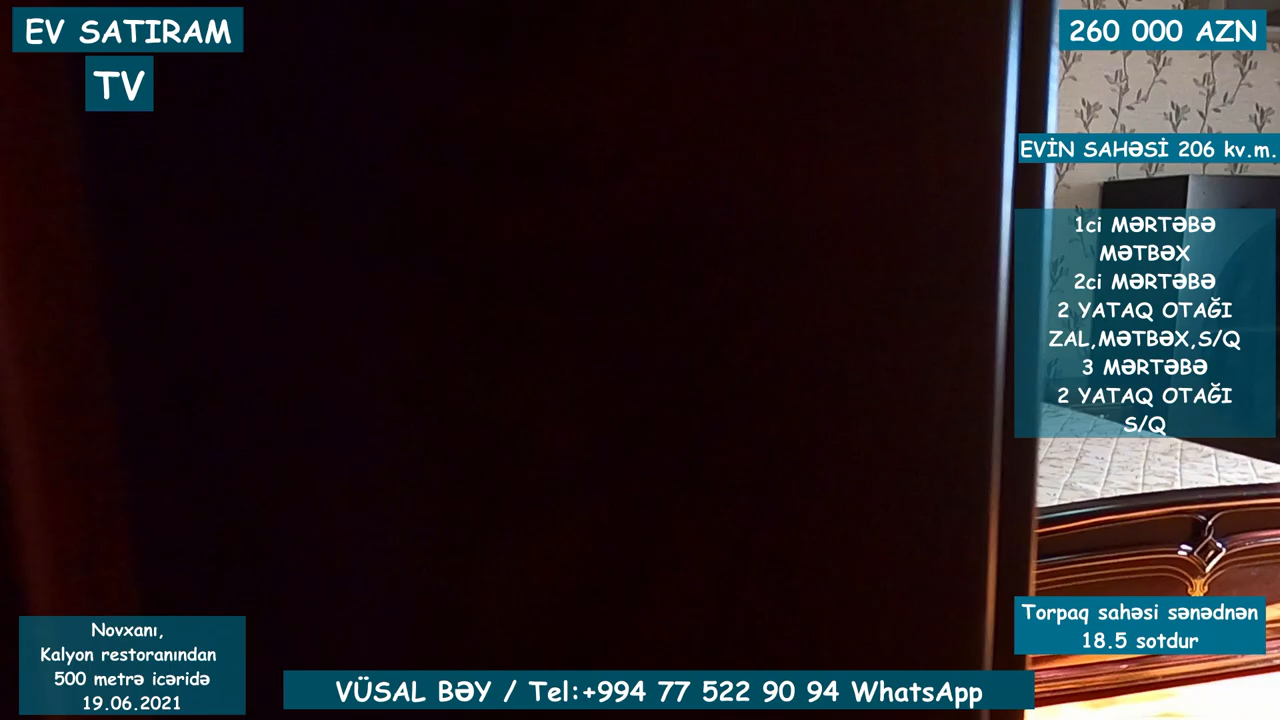 EV SATIRAM
TV
260 000 AZN
EVİN SAHƏSİ 206 kv.m.
1ci MƏRTƏBƏ
MƏTBƏX
2ci MƏRTƏBƏ
2 YATAQ OTAĞI
ZAL,MƏTBƏX,S/Q
3 MƏRTƏBƏ
2 YATAQ OTAĞI
S/Q
Torpaq sahəsi sənədnən
18.5 sotdur
Novxanı,
Kalyon restoranından
500 metrə icəridə
19.06.2021
VÜSAL BƏY / Tel:+994 77 522 90 94 WhatsApp